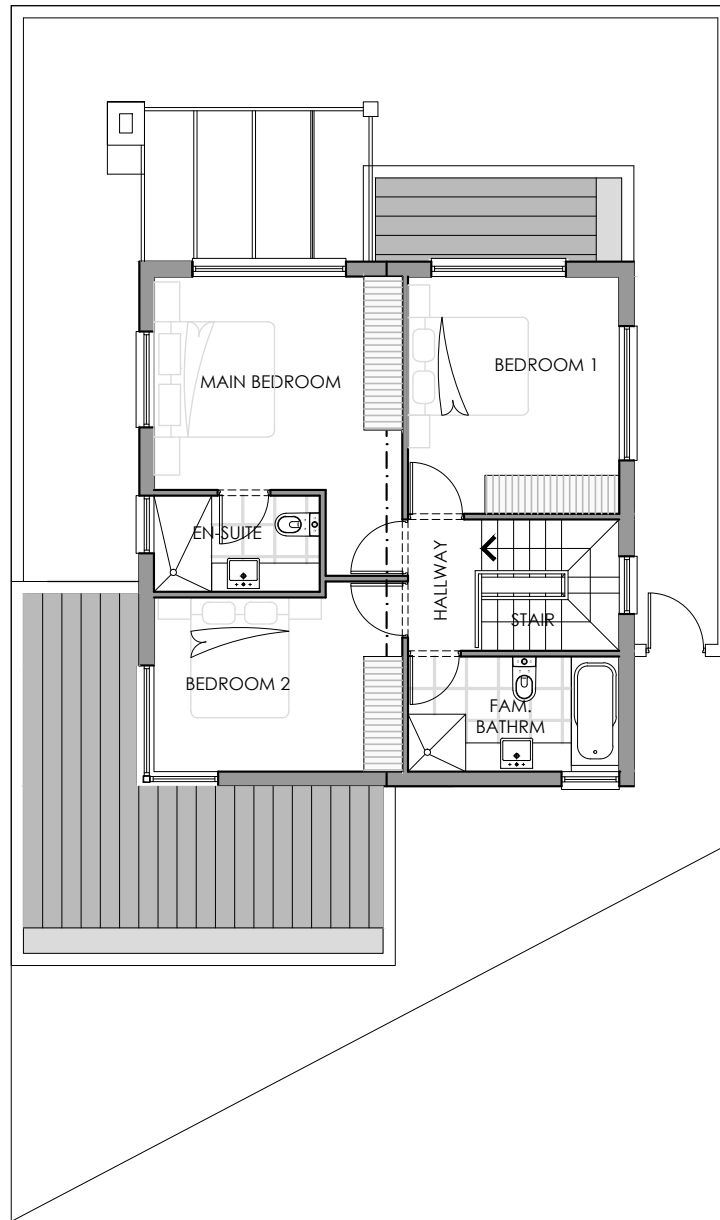 MAIN BEDROOM
BEDROOM 1
EN-SUITE
HALLWAY
STAIR
BEDROOM 2
FAM.
BATHRM